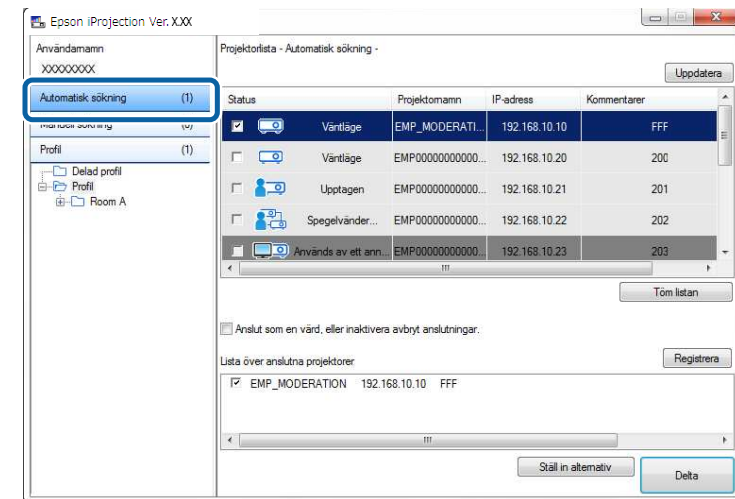 Epson iProjection Ver. X.XX
Användarnamn
XXXXXXXX
Automatisk sökning (1)
Manuell sökning (0)
Profil (1)
Delad profil
Profil
Room A
Projektorlista - Automatisk sökning -
Uppdatera
Status Projektornamn IP-adress Kommentarer
Väntläge EMP_MODERATI... 192.168.10.10 FFF
Väntläge EMP00000000000... 192.168.10.20 200
Upptagen EMP00000000000... 192.168.10.21 201
Spegelvänder... EMP00000000000... 192.168.10.22 202
Används av ett ann... EMP00000000000... 192.168.10.23 203
Töm listan
Anslut som en värd, eller inaktivera avbryt anslutningar.
Lista över anslutna projektorer
Registrera
EMP_MODERATION 192.168.10.10 FFF
Ställ in alternativ
Delta